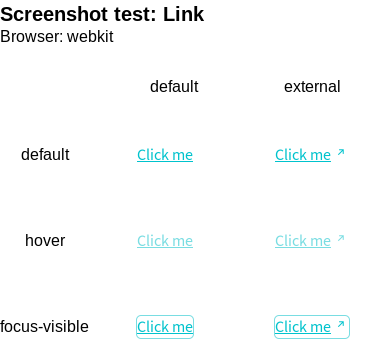 Screenshot test: Link
Browser: webkit
default external
default Click me Click me ↗
hover Click me Click me ↗
focus-visible Click me Click me ↗